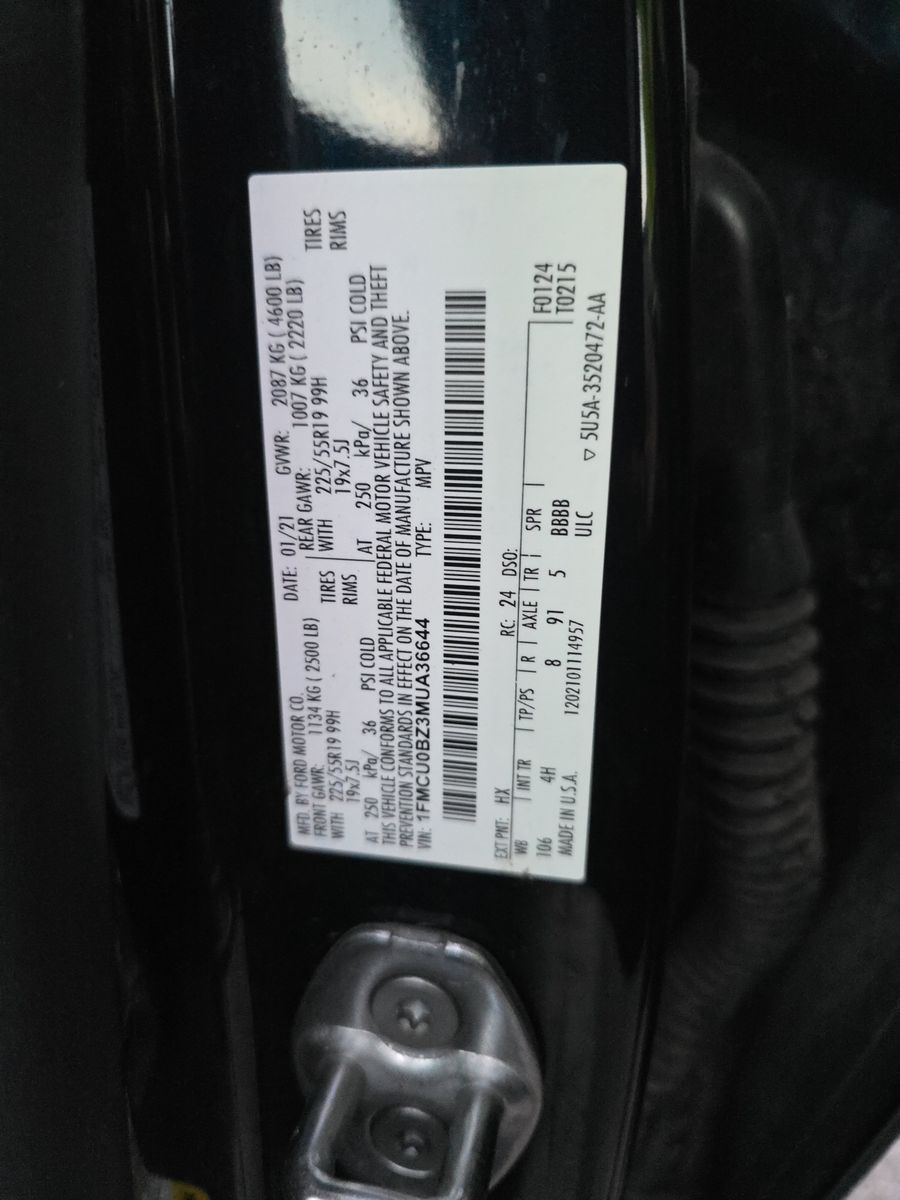 MFD. BY FORD MOTOR CO.
DATE: 01/21 GVWR: 2087 KG ( 4600 LB)
FRONT GAWR: 1134 KG ( 2500 LB) REAR GAWR: 1007 KG ( 2220 LB)
WITH 225/55R19 99H TIRES WITH 225/55R19 99H TIRES
19x7.5J RIMS 19x7.5J RIMS
AT 250 kPa/ 36 PSI COLD AT 250 kPa/ 36 PSI COLD
THIS VEHICLE CONFORMS TO ALL APPLICABLE FEDERAL MOTOR VEHICLE SAFETY AND THEFT
PREVENTION STANDARDS IN EFFECT ON THE DATE OF MANUFACTURE SHOWN ABOVE.
VIN: 1FMCU0BZ3MUA36644 TYPE: MPV
EXT PNT: HX RC: 24 DSO:
WB INT TR TP/PS R AXLE TR SPR F0124
106 4H 8 91 5 BBBB T0215
MADE IN U.S.A. 1202101114957 ULC
▽ 5U5A-3520472-AA